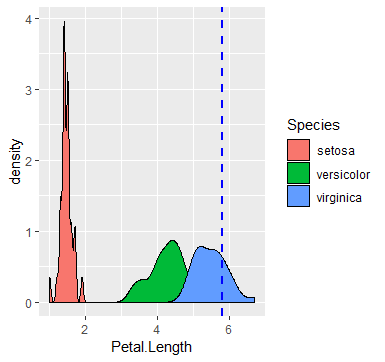 4
3
2
1
0
density
2 4 6
Petal.Length
Species
setosa
versicolor
virginica